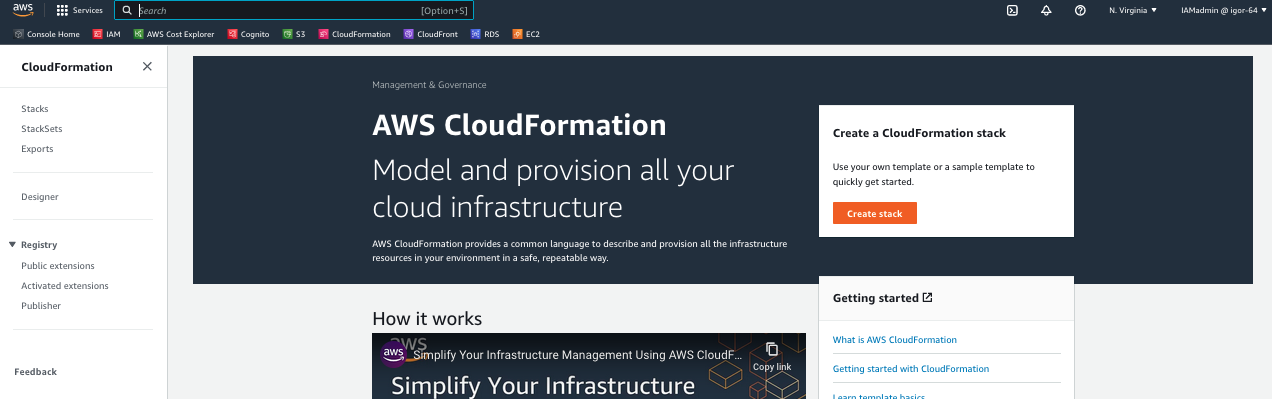 aws
Services
Search
[Option+S]
N. Virginia
IAMadmin @ igor-64
Console Home
IAM
AWS Cost Explorer
Cognito
S3
CloudFormation
CloudFront
RDS
EC2
CloudFormation
Stacks
StackSets
Exports
Designer
Registry
Public extensions
Activated extensions
Publisher
Feedback
Management & Governance
AWS CloudFormation
Model and provision all your
cloud infrastructure
AWS CloudFormation provides a common language to describe and provision all the infrastructure
resources in your environment in a safe, repeatable way.
Create a CloudFormation stack
Use your own template or a sample template to
quickly get started.
Create stack
How it works
aws
aws
Simplify Your Infrastructure Management Using AWS CloudF...
Copy link
Simplify Your Infrastructure
Getting started
What is AWS CloudFormation
Getting started with CloudFormation
Learn template basics